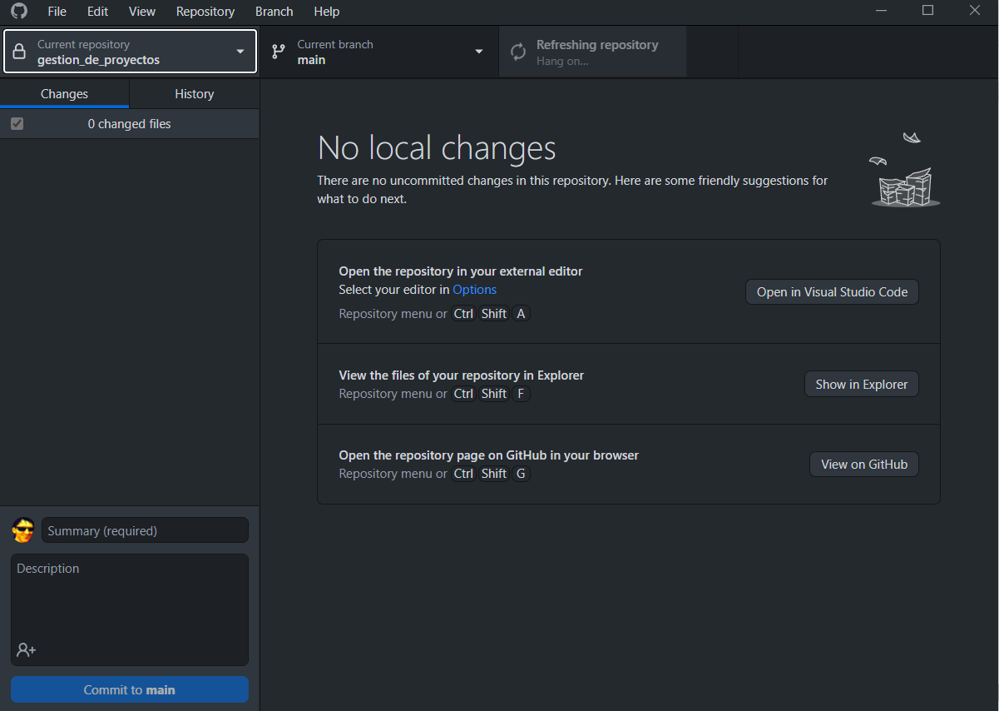 File Edit View Repository Branch Help
Current repository
gestion_de_proyectos
Current branch
main
Refreshing repository
Hang on...
Changes History
0 changed files
No local changes
There are no uncommitted changes in this repository. Here are some friendly suggestions for
what to do next.
Open the repository in your external editor
Select your editor in Options
Repository menu or Ctrl Shift A
Open in Visual Studio Code
View the files of your repository in Explorer
Repository menu or Ctrl Shift F
Show in Explorer
Open the repository page on GitHub in your browser
Repository menu or Ctrl Shift G
View on GitHub
Summary (required)
Description
Commit to main